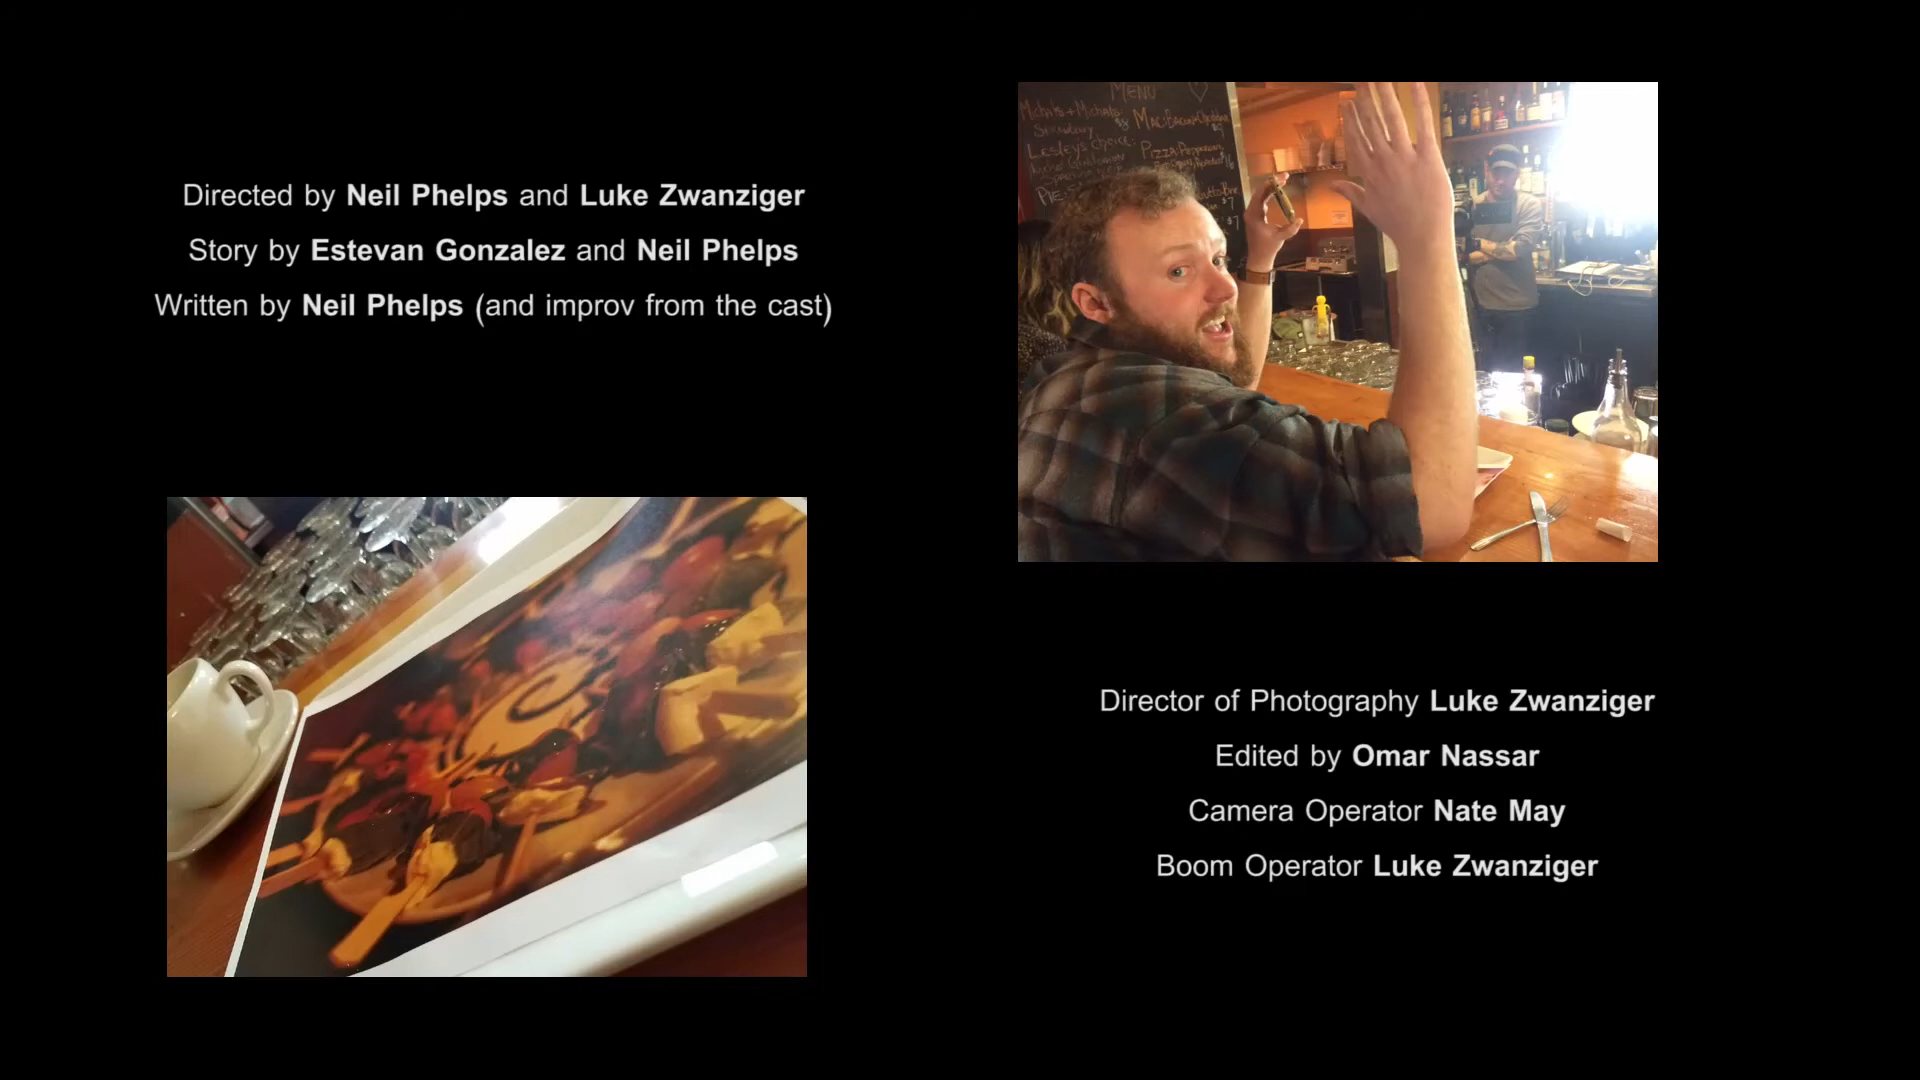 Directed by Neil Phelps and Luke Zwanziger
Story by Estevan Gonzalez and Neil Phelps
Written by Neil Phelps (and improv from the cast)
MENU
Lesley's Choice:
Director of Photography Luke Zwanziger
Edited by Omar Nassar
Camera Operator Nate May
Boom Operator Luke Zwanziger